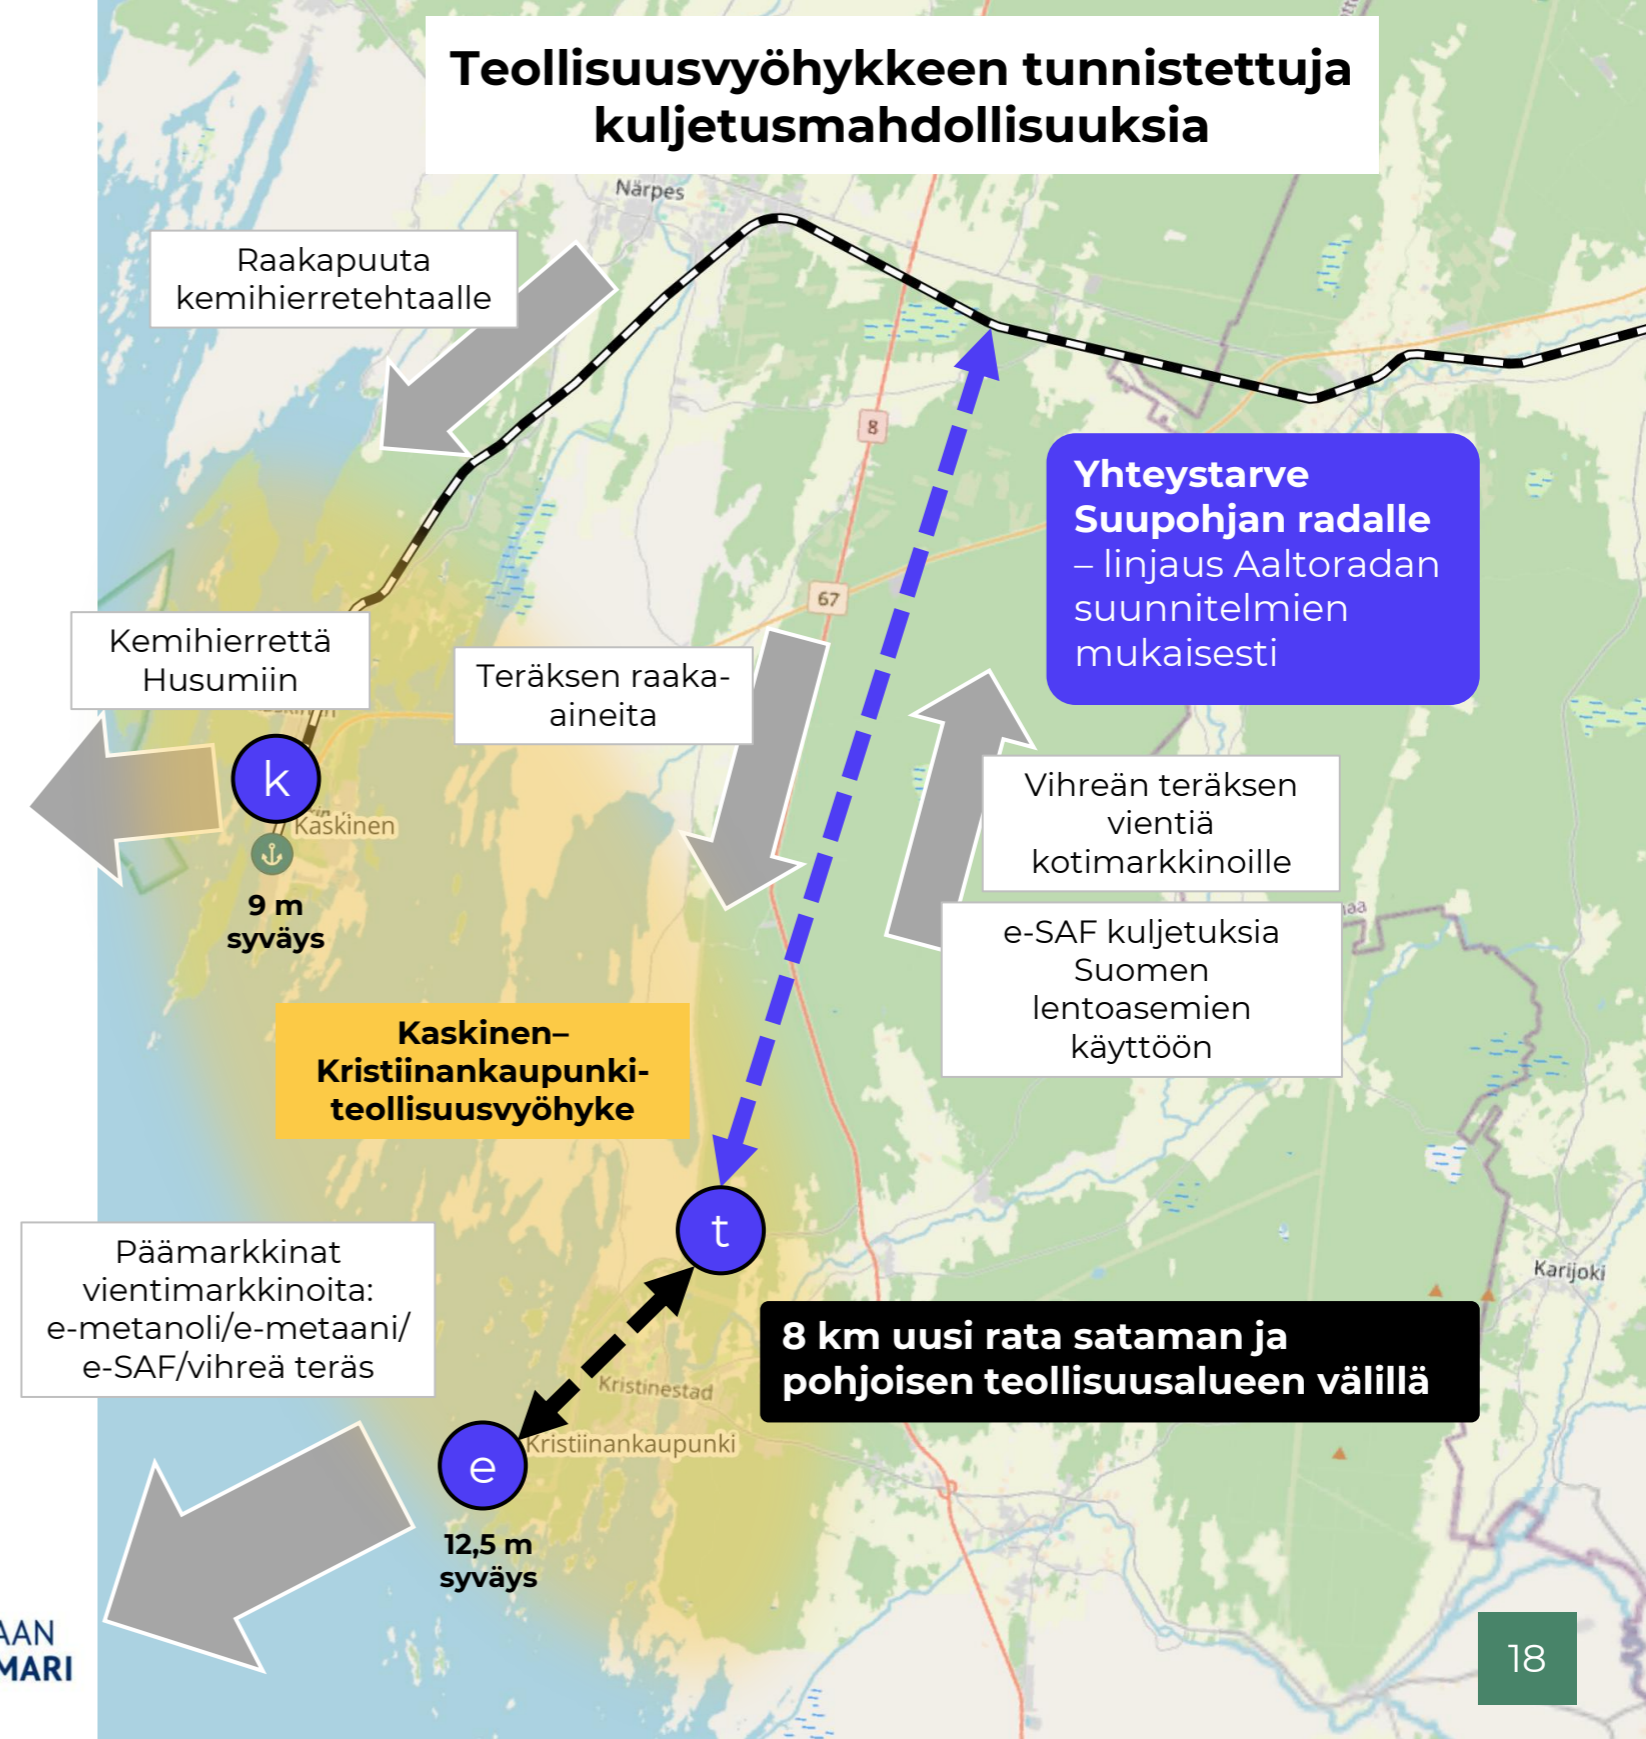 Teollisuusvyöhykkeen tunnistettuja
kuljetusmahdollisuuksia
Närpes
Raakapuuta
kemihierretehtaalle
8
Yhteystarve
Suupohjan radalle
– linjaus Aaltoradan
suunnitelmien
mukaisesti
67
Kemihierrettä
Husumiin
Teräksen raaka-
aineita
k
Kaskinen
9 m
syväys
Vihreän teräksen
vientiä
kotimarkkinoille
e-SAF kuljetuksia
Suomen
lentoasemien
käyttöön
Kaskinen–
Kristiinankaupunki-
teollisuusvyöhyke
t
Päämarkkinat
vientimarkkinoita:
e-metanoli/e-metaani/
e-SAF/vihreä teräs
Karijoki
8 km uusi rata sataman ja
pohjoisen teollisuusalueen välillä
Kristinestad
Kristiinankaupunki
e
12,5 m
syväys
AAN
MARI
18